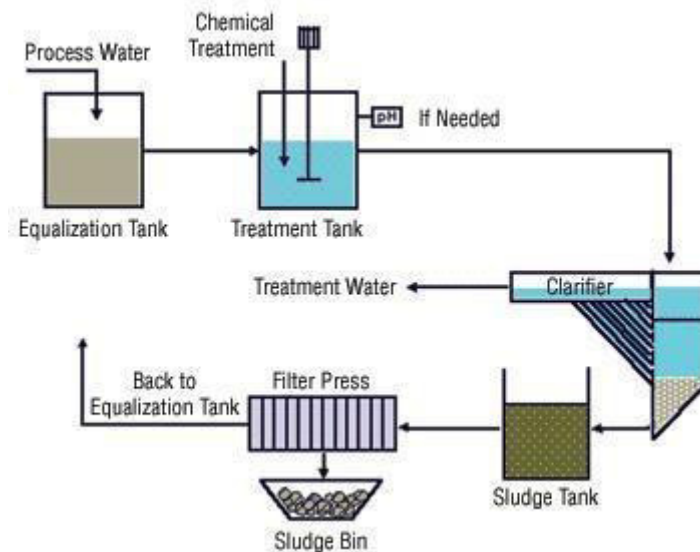 Chemical
Treatment
Process Water
pH If Needed
Equalization Tank
Treatment Tank
Treatment Water
Clarifier
Back to
Equalization Tank
Filter Press
Sludge Tank
Sludge Bin